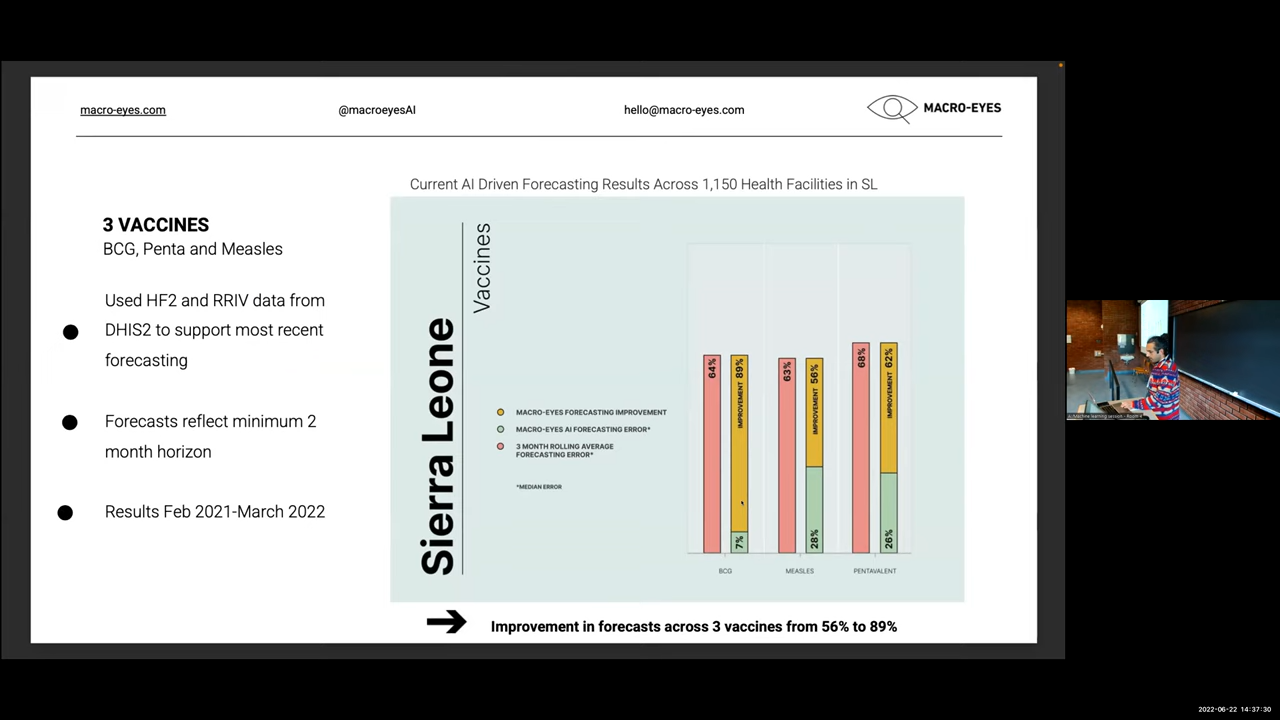 macro-eyes.com
@macroeyesAI
hello@macro-eyes.com
MACRO-EYES
Current AI Driven Forecasting Results Across 1,150 Health Facilities in SL
3 VACCINES
BCG, Penta and Measles
Used HF2 and RRIV data from
DHIS2 to support most recent
forecasting
Forecasts reflect minimum 2
month horizon
Results Feb 2021-March 2022
Sierra Leone
Vaccines
MACRO-EYES FORECASTING IMPROVEMENT
MACRO-EYES AI FORECASTING ERROR*
3 MONTH ROLLING AVERAGE
FORECASTING ERROR*
*MEDIAN ERROR
64%
IMPROVEMENT 89%
7%
63%
IMPROVEMENT 56%
28%
68%
IMPROVEMENT 62%
26%
BCG
MEASLES
PENTAVALENT
Improvement in forecasts across 3 vaccines from 56% to 89%
2022-06-22 14:37:30